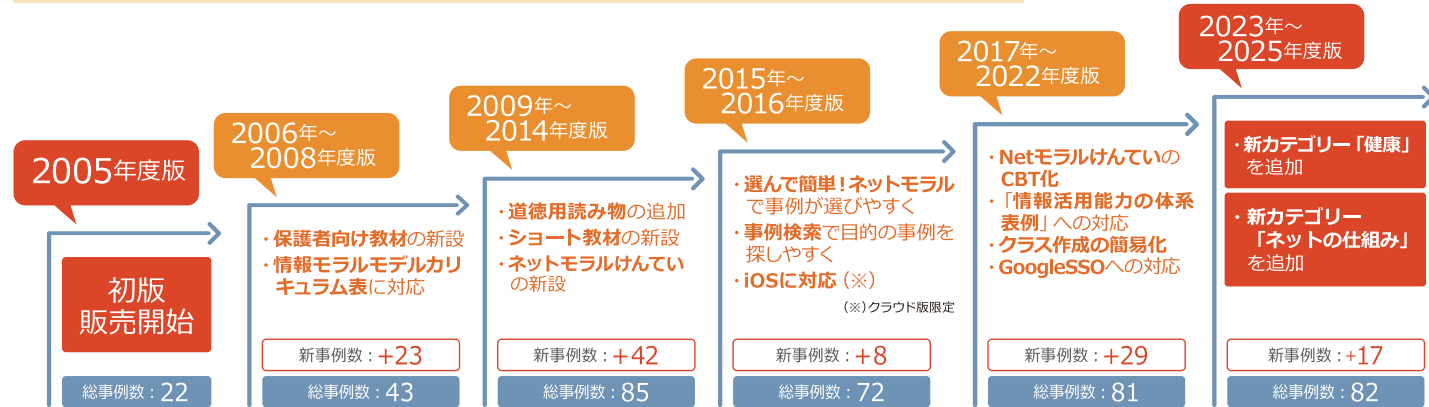 2005年度版
初版
販売開始
総事例数：22
2006年～
2008年度版
・保護者向け教材の新設
・情報モラルモデルカリ
キュラム表に対応
新事例数：+23
総事例数：43
2009年～
2014年度版
・道徳用読み物の追加
・ショート教材の新設
・ネットモラルけんてい
の新設
新事例数：+42
総事例数：85
2015年～
2016年度版
・選んで簡単！ネットモラル
で事例が選びやすく
・事例検索で目的の事例を
探しやすく
・iOSに対応（※）
（※）クラウド版限定
新事例数：+8
総事例数：72
2017年～
2022年度版
・Netモラルけんていの
CBT化
・「情報活用能力の体系
表例」への対応
・クラス作成の簡易化
・GoogleSSOへの対応
新事例数：+29
総事例数：81
2023年～
2025年度版
・新カテゴリー「健康」
を追加
・新カテゴリー
「ネットの仕組み」
を追加
新事例数：+17
総事例数：82